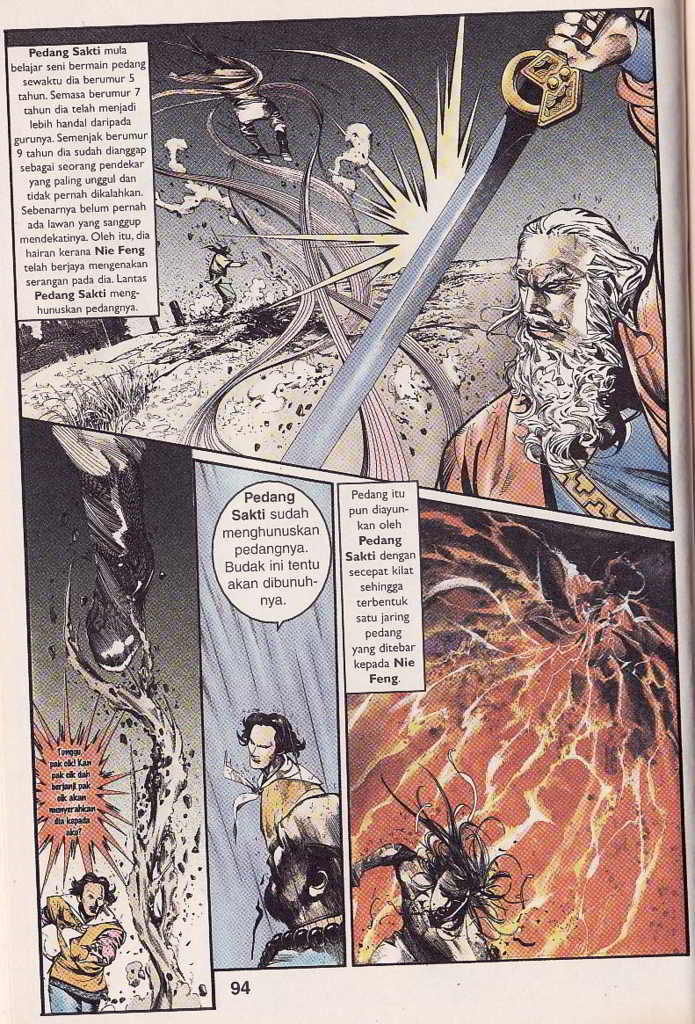 Pedang Sakti mula
belajar seni bermain pedang
sewaktu dia berumur 5
tahun. Semasa berumur 7
tahun dia telah menjadi
lebih handal daripada
gurunya. Semenjak berumur
9 tahun dia sudah dianggap
sebagai seorang pendekar
yang paling unggul dan
tidak pernah dikalahkan.
Sebenarnya belum pernah
ada lawan yang sanggup
mendekatinya. Oleh itu, dia
hairan kerana Nie Feng
telah berjaya mengenakan
serangan pada dia. Lantas
Pedang Sakti meng-
hunuskan pedangnya.
Tunggu
pak cik! Kan
pak cik dah
berjanji pak
cik akan
menyerahkan
dia kepada
aku?
Pedang
Sakti sudah
menghunuskan
pedangnya.
Budak ini tentu
akan dibunuh-
nya.
Pedang itu
pun diayun-
kan oleh
Pedang
Sakti dengan
secepat kilat
sehingga
terbentuk
satu jaring
pedang
yang ditebar
kepada Nie
Feng.
94